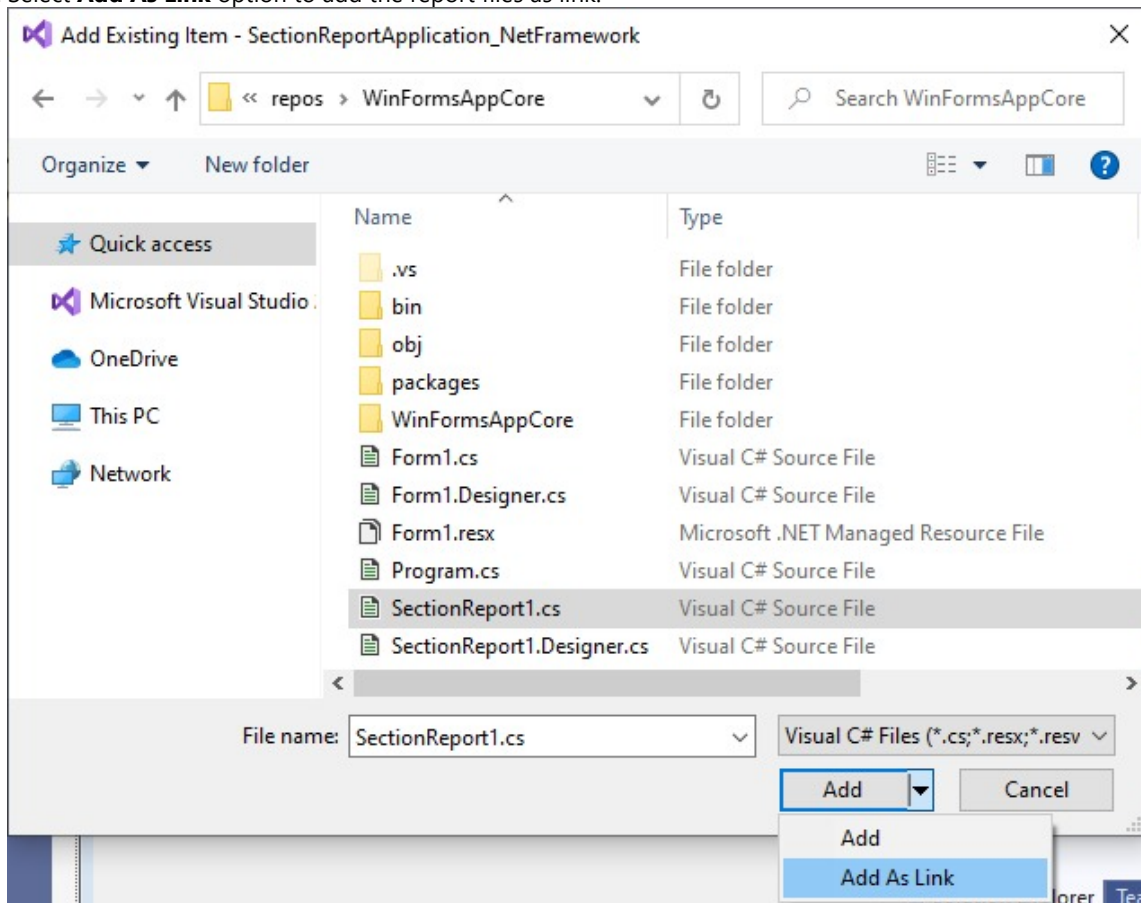 Select Add As Link option to add the report files as link.
Add Existing Item - SectionReportApplication_NetFramework
« repos > WinFormsAppCore
Search WinFormsAppCore
Organize New folder
Name Type
Quick access
Microsoft Visual Studio
OneDrive
This PC
Network
.vs File folder
bin File folder
obj File folder
packages File folder
WinFormsAppCore File folder
Form1.cs Visual C# Source File
Form1.Designer.cs Visual C# Source File
Form1.resx Microsoft .NET Managed Resource File
Program.cs Visual C# Source File
SectionReport1.cs Visual C# Source File
SectionReport1.Designer.cs Visual C# Source File
File name: SectionReport1.cs Visual C# Files (*.cs;*.resx;*.resv
Add Cancel
Add
Add As Link